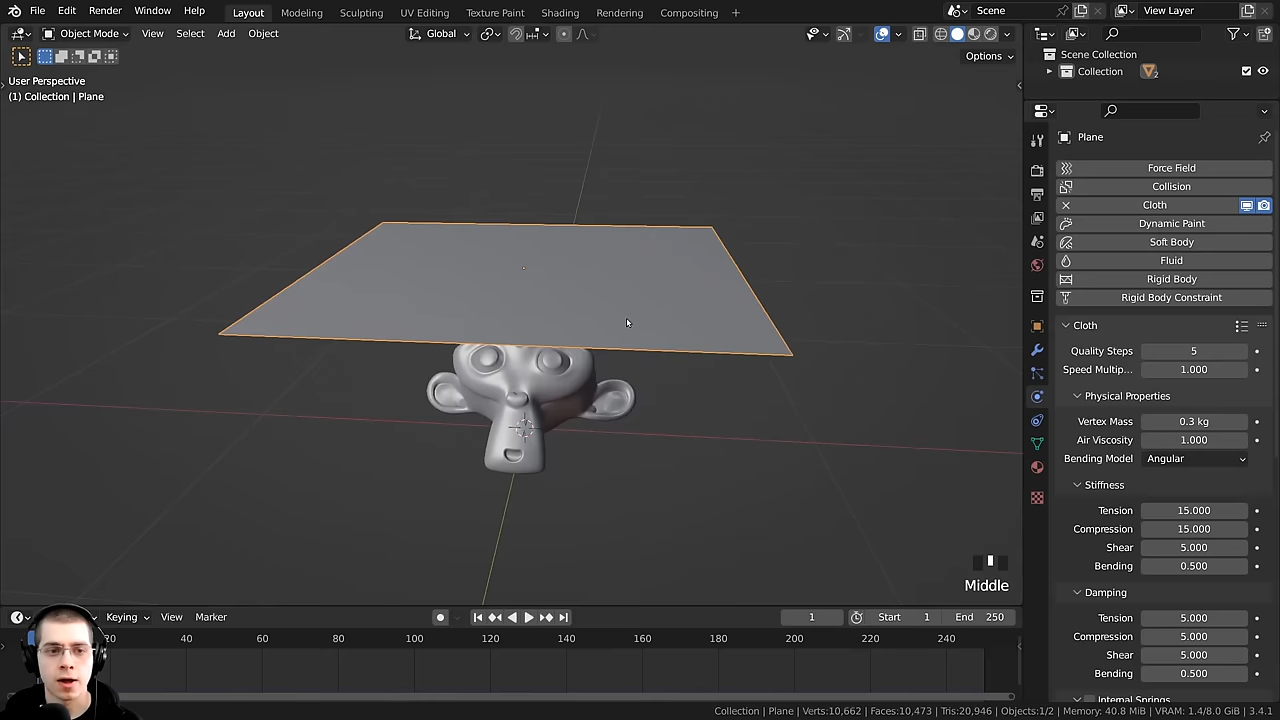 File Edit Render Window Help Layout Modeling Sculpting UV Editing Texture Paint Shading Rendering Compositing + Scene View Layer
Object Mode View Select Add Object Global
Options
User Perspective
(1) Collection | Plane
Scene Collection
Collection 2
Plane
Force Field
Collision
Cloth
Dynamic Paint
Soft Body
Fluid
Rigid Body
Rigid Body Constraint
Cloth
Quality Steps 5
Speed Multip... 1.000
Physical Properties
Vertex Mass 0.3 kg
Air Viscosity 1.000
Bending Model Angular
Stiffness
Tension 15.000
Compression 15.000
Shear 5.000
Bending 0.500
Damping
Tension 5.000
Compression 5.000
Shear 5.000
Bending 0.500
Internal Springs
Middle
Keying View Marker 1 Start 1 End 250
20 40 60 80 100 120 140 160 180 200 220 240
Collection | Plane | Verts:10,662 | Faces:10,473 | Tris:20,946 | Objects:1/2 | Memory: 40.8 MiB | VRAM: 1.4/8.0 GiB | 3.4.1